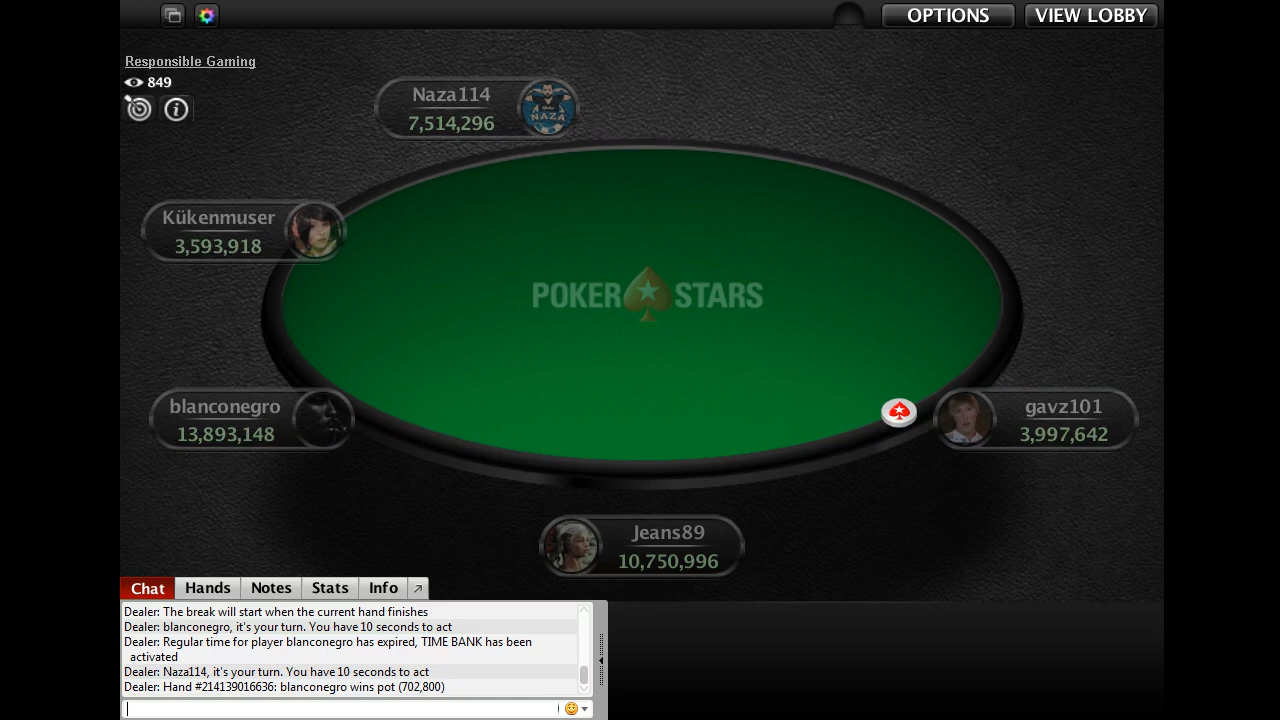 OPTIONS
VIEW LOBBY
Responsible Gaming
849
Naza114
7,514,296
NAZA
Kükenmuser
3,593,918
POKER STARS
blanconegro
13,893,148
gavz101
3,997,642
Jeans89
10,750,996
Chat
Hands
Notes
Stats
Info
Dealer: The break will start when the current hand finishes
Dealer: blanconegro, it's your turn. You have 10 seconds to act
Dealer: Regular time for player blanconegro has expired, TIME BANK has been
activated
Dealer: Naza114, it's your turn. You have 10 seconds to act
Dealer: Hand #214139016636: blanconegro wins pot (702,800)